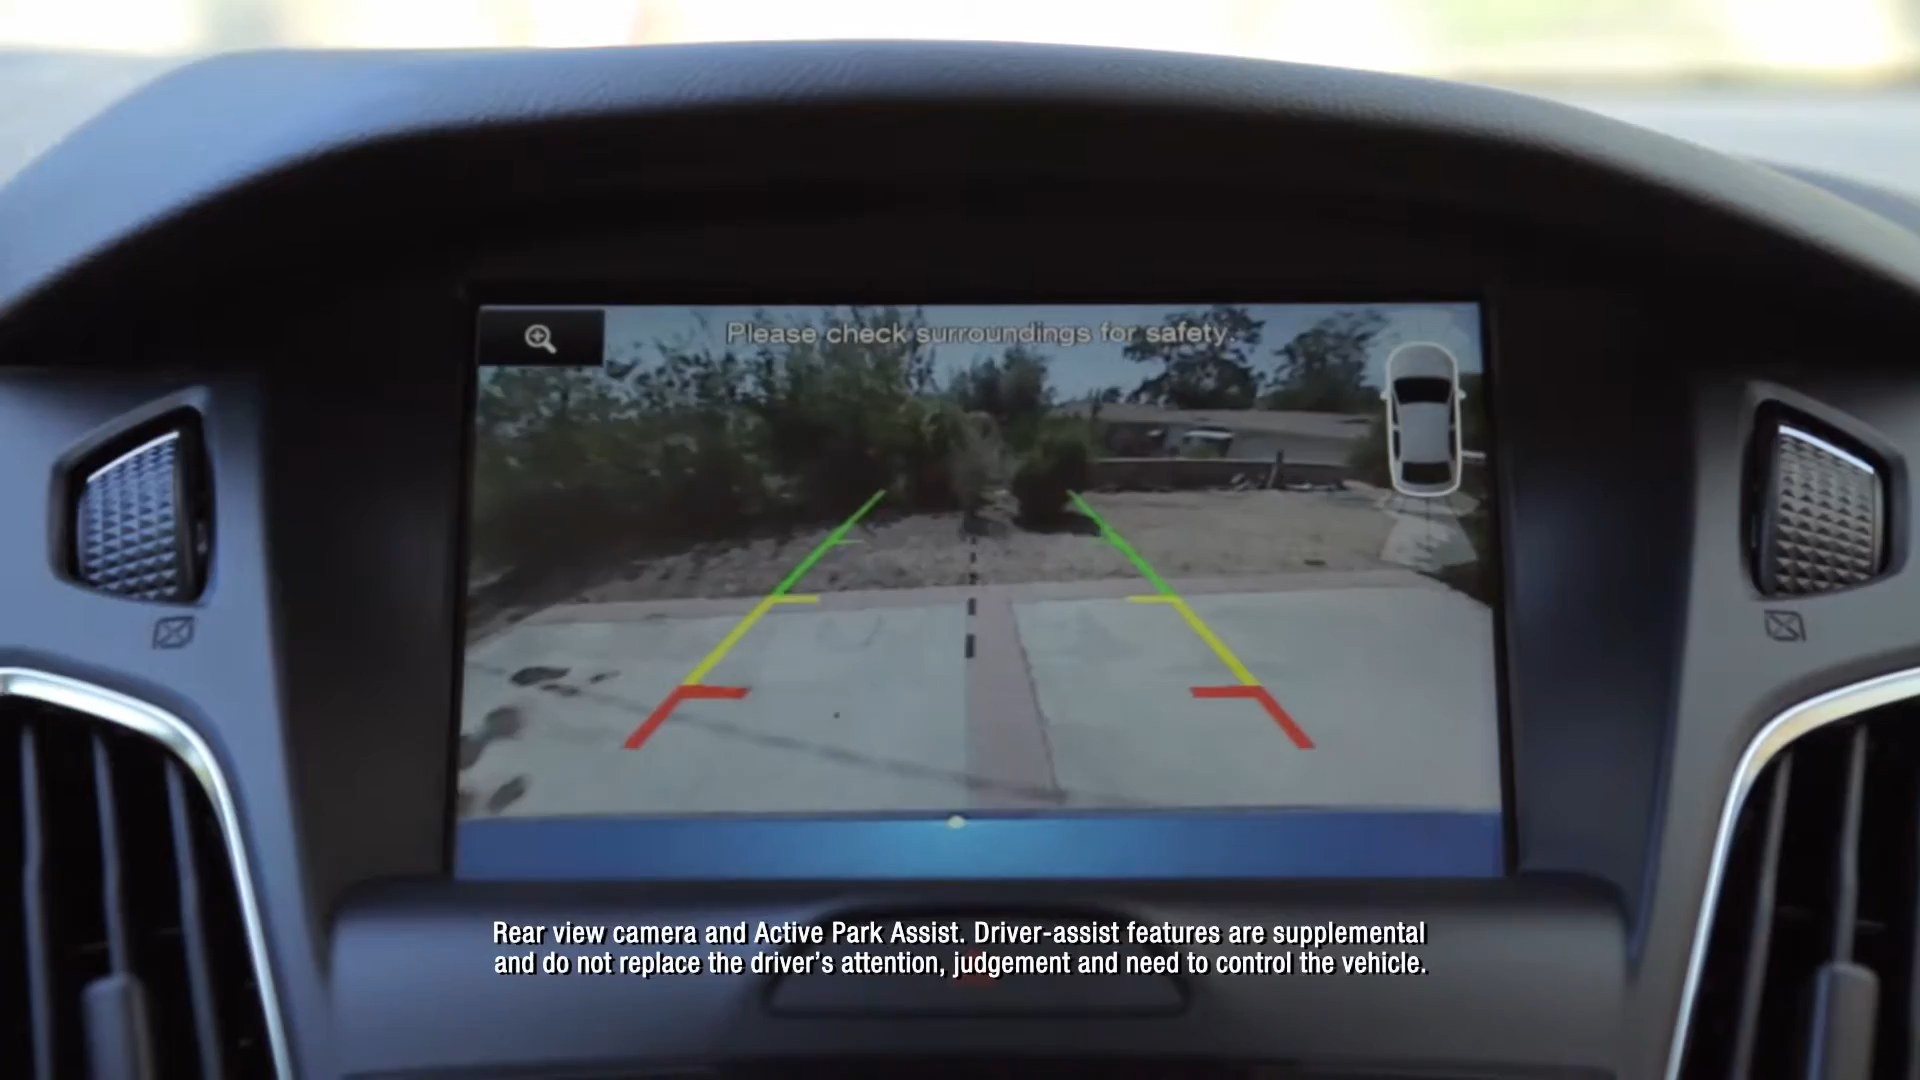 Please check surroundings for safety.
Rear view camera and Active Park Assist. Driver-assist features are supplemental
and do not replace the driver's attention, judgement and need to control the vehicle.